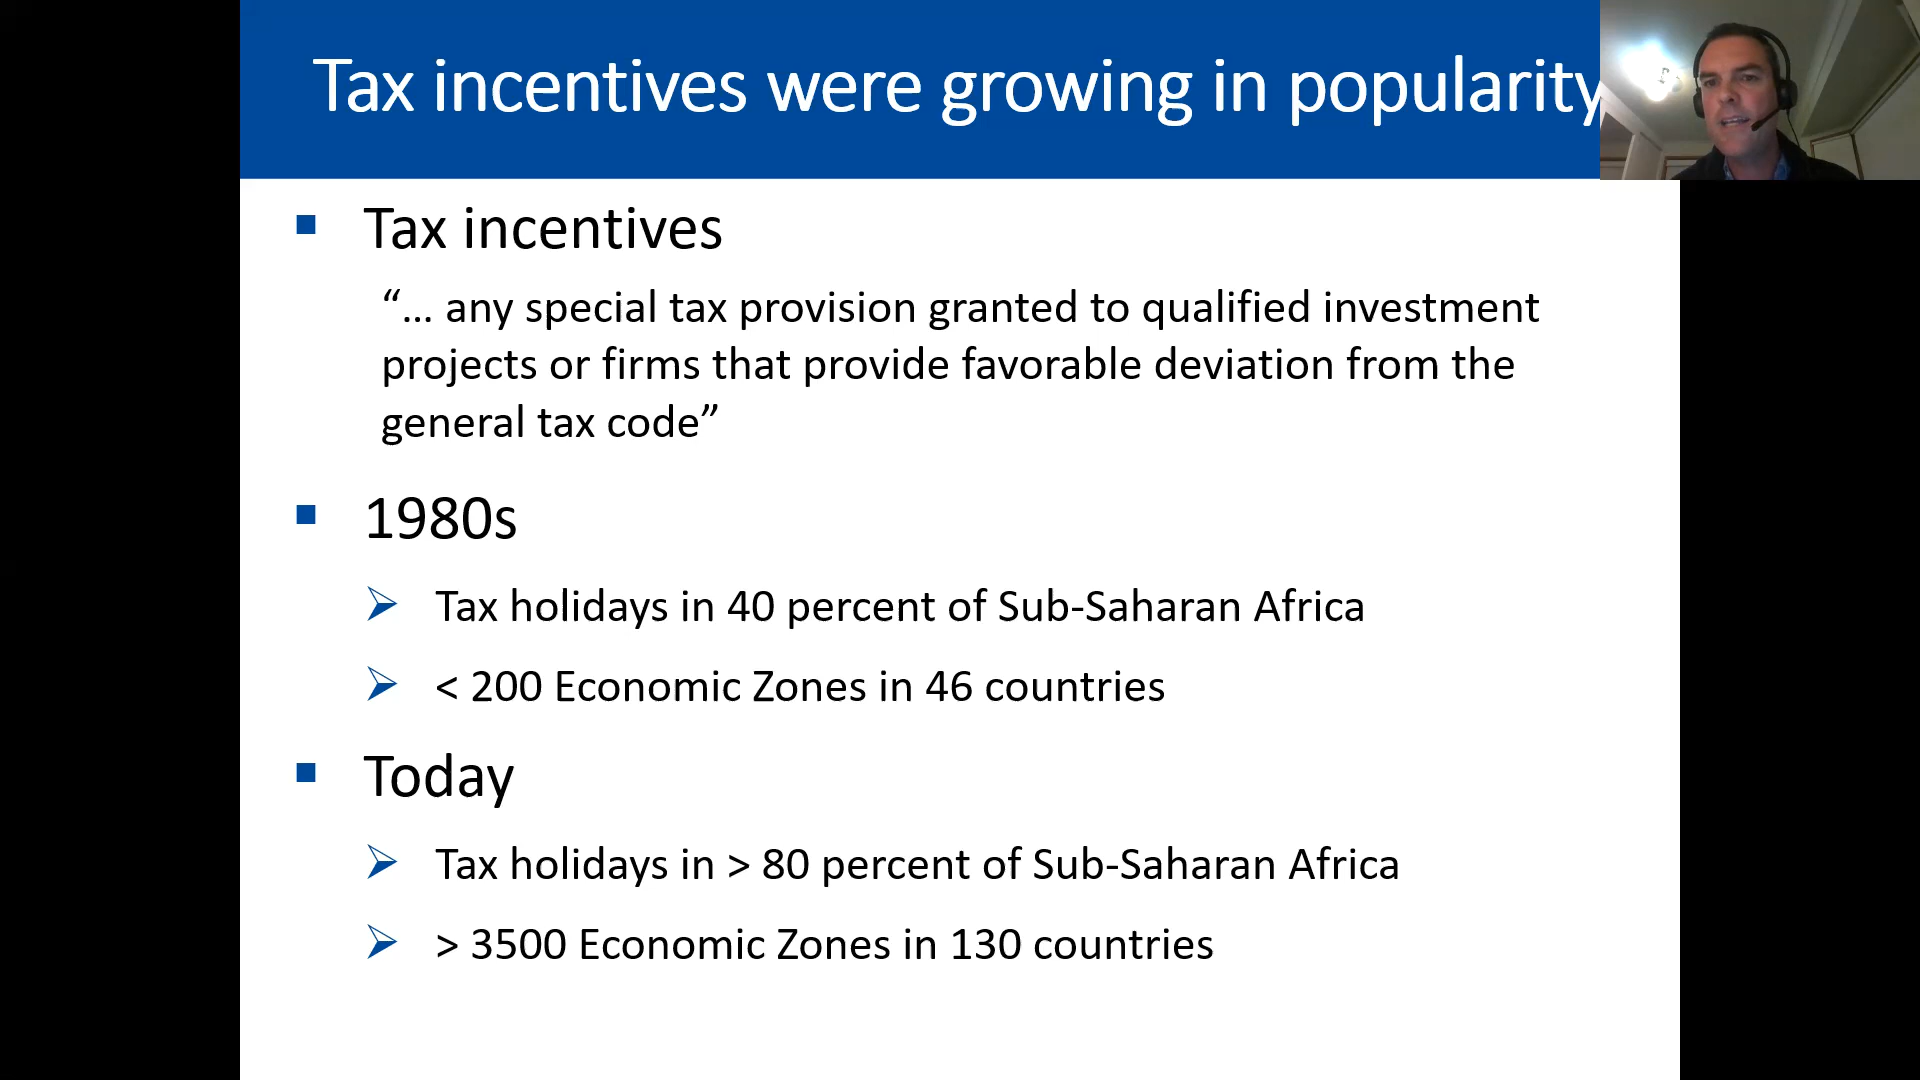 Tax incentives were growing in popularity
Tax incentives
“… any special tax provision granted to qualified investment
projects or firms that provide favorable deviation from the
general tax code”
1980s
Tax holidays in 40 percent of Sub-Saharan Africa
< 200 Economic Zones in 46 countries
Today
Tax holidays in > 80 percent of Sub-Saharan Africa
> 3500 Economic Zones in 130 countries